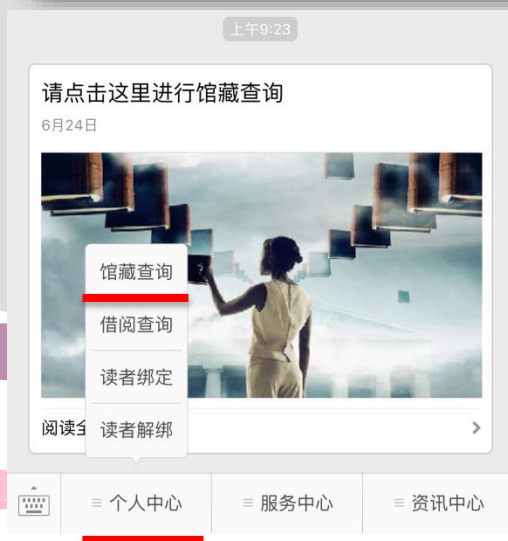 上午9:23
请点击这里进行馆藏查询
6月24日
馆藏查询
借阅查询
读者绑定
读者解绑
阅读全
个人中心
服务中心
资讯中心